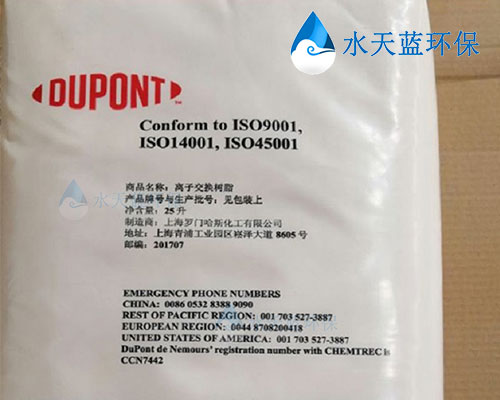 水天蓝环保
DUPONT
Conform to ISO9001,
ISO14001, ISO45001
商品名称：离子交换树脂
产品牌号与生产批号：见包装上
净含量：25升
制造商：上海罗门哈斯化工有限公司
地址：上海青浦工业园区崧泽大道 8605 号
邮编：201707
EMERGENCY PHONE NUMBERS
CHINA: 0086 0532 8388 9090
REST OF PACIFIC REGION: 001 703 527-3887
EUROPEAN REGION: 0044 8708200418
UNITED STATES OF AMERICA: 001 703 527-3887
DuPont de Nemours' registration number with CHEMTREC is
CCN7442